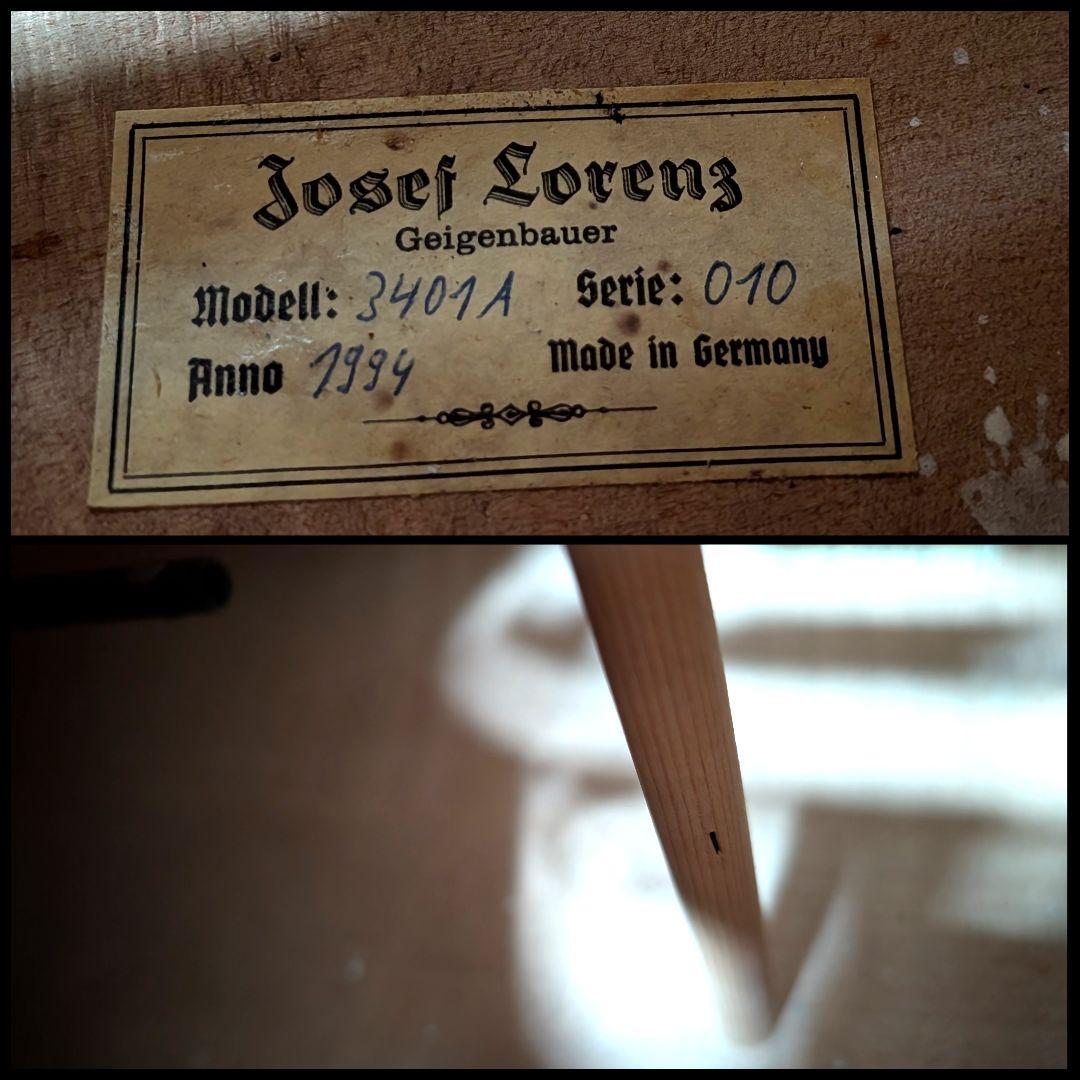 Josef Lorenz
Geigenbauer
Modell: 3401A Serie: 010
Anno 1994 Made in Germany